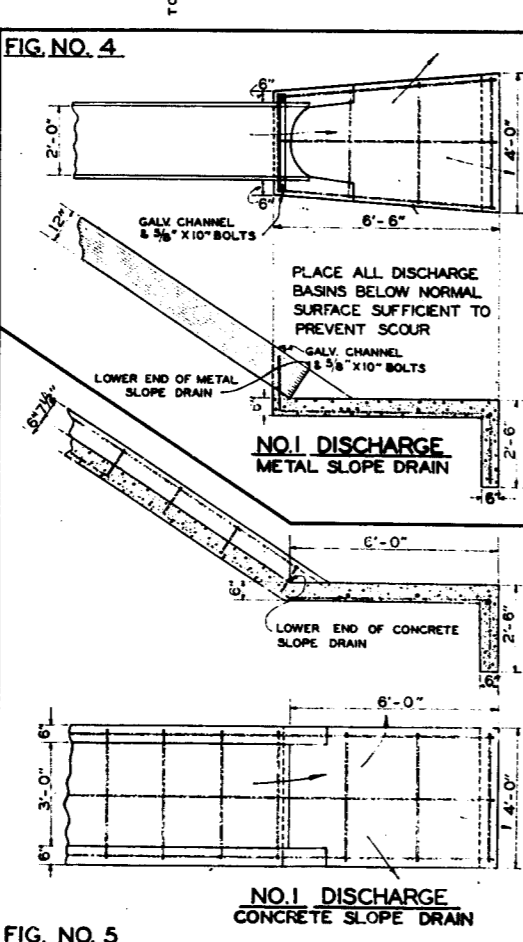 TO
FIG. NO. 4
6"
2'-0"
6"
4'-0"
GALV. CHANNEL
& 5/8" X 10" BOLTS
6'-6"
12"
PLACE ALL DISCHARGE
BASINS BELOW NORMAL
SURFACE SUFFICIENT TO
PREVENT SCOUR
GALV. CHANNEL
& 5/8" X 10" BOLTS
LOWER END OF METAL
SLOPE DRAIN
6"
NO.1 DISCHARGE
METAL SLOPE DRAIN
2'-6"
6"
6'-0"
6"
2'-6"
LOWER END OF CONCRETE
SLOPE DRAIN
6"
6'-0"
6"
3'-0"
6"
4'-0"
NO.1 DISCHARGE
CONCRETE SLOPE DRAIN
FIG. NO. 5